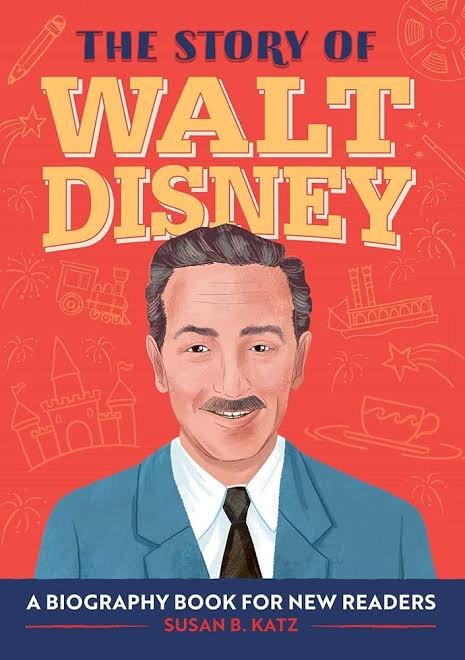 THE STORY OF
WALT
DISNEY
A BIOGRAPHY BOOK FOR NEW READERS
SUSAN B. KATZ